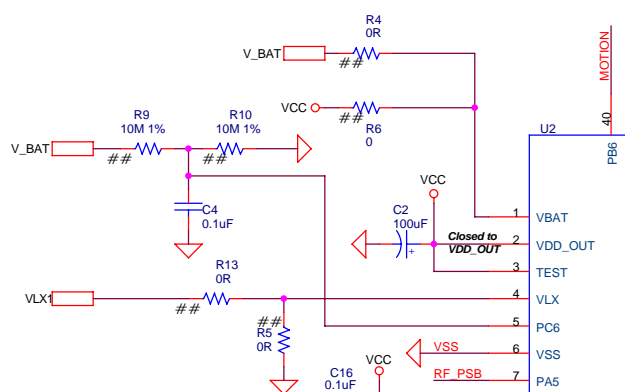 R4
0R
V_BAT
##
MOTION
R9
10M 1%
R10
10M 1%
VCC
##
R6
0
40
U2
V_BAT
##
##
PB6
VCC
C4
0.1uF
C2
100uF
+
1
VBAT
Closed to
VDD_OUT
2
VDD_OUT
3
TEST
R13
0R
VLX1
##
4
VLX
##
R5
0R
5
PC6
VSS
6
VSS
VCC
C16
0.1uF
RF_PSB
7
PA5